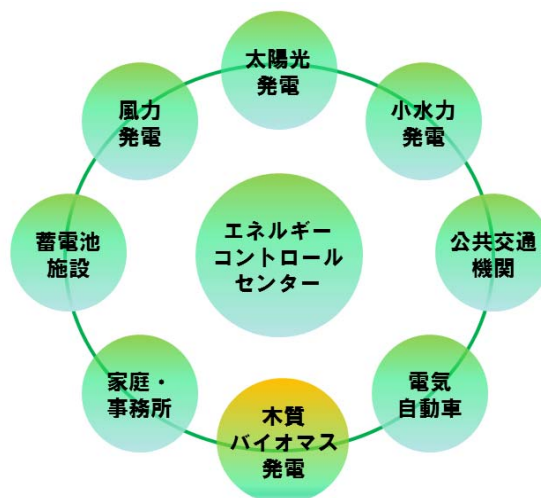 太陽光
発電
小水力
発電
公共交通
機関
電気
自動車
木質
バイオマス
発電
家庭・
事務所
蓄電池
施設
風力
発電
エネルギー
コントロール
センター